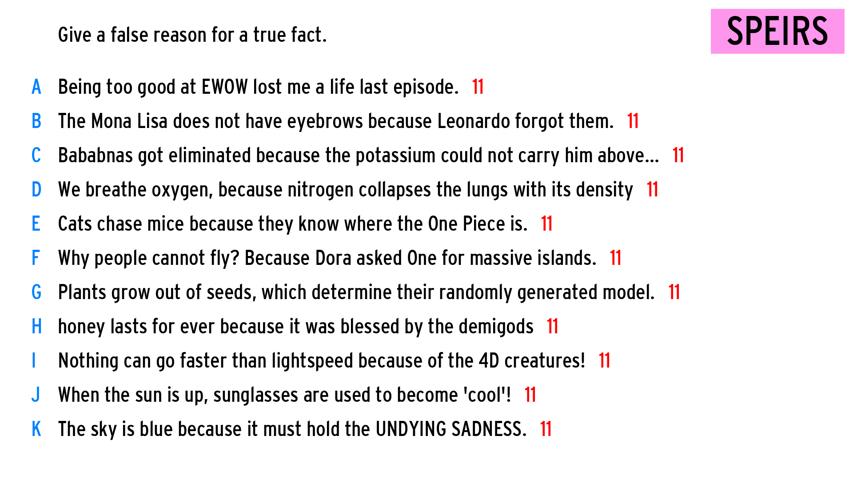 Give a false reason for a true fact.
SPEIRS
A Being too good at EWOW lost me a life last episode. 11
B The Mona Lisa does not have eyebrows because Leonardo forgot them. 11
C Bababnas got eliminated because the potassium could not carry him above... 11
D We breathe oxygen, because nitrogen collapses the lungs with its density 11
E Cats chase mice because they know where the One Piece is. 11
F Why people cannot fly? Because Dora asked One for massive islands. 11
G Plants grow out of seeds, which determine their randomly generated model. 11
H honey lasts for ever because it was blessed by the demigods 11
I Nothing can go faster than lightspeed because of the 4D creatures! 11
J When the sun is up, sunglasses are used to become 'cool'! 11
K The sky is blue because it must hold the UNDYING SADNESS. 11